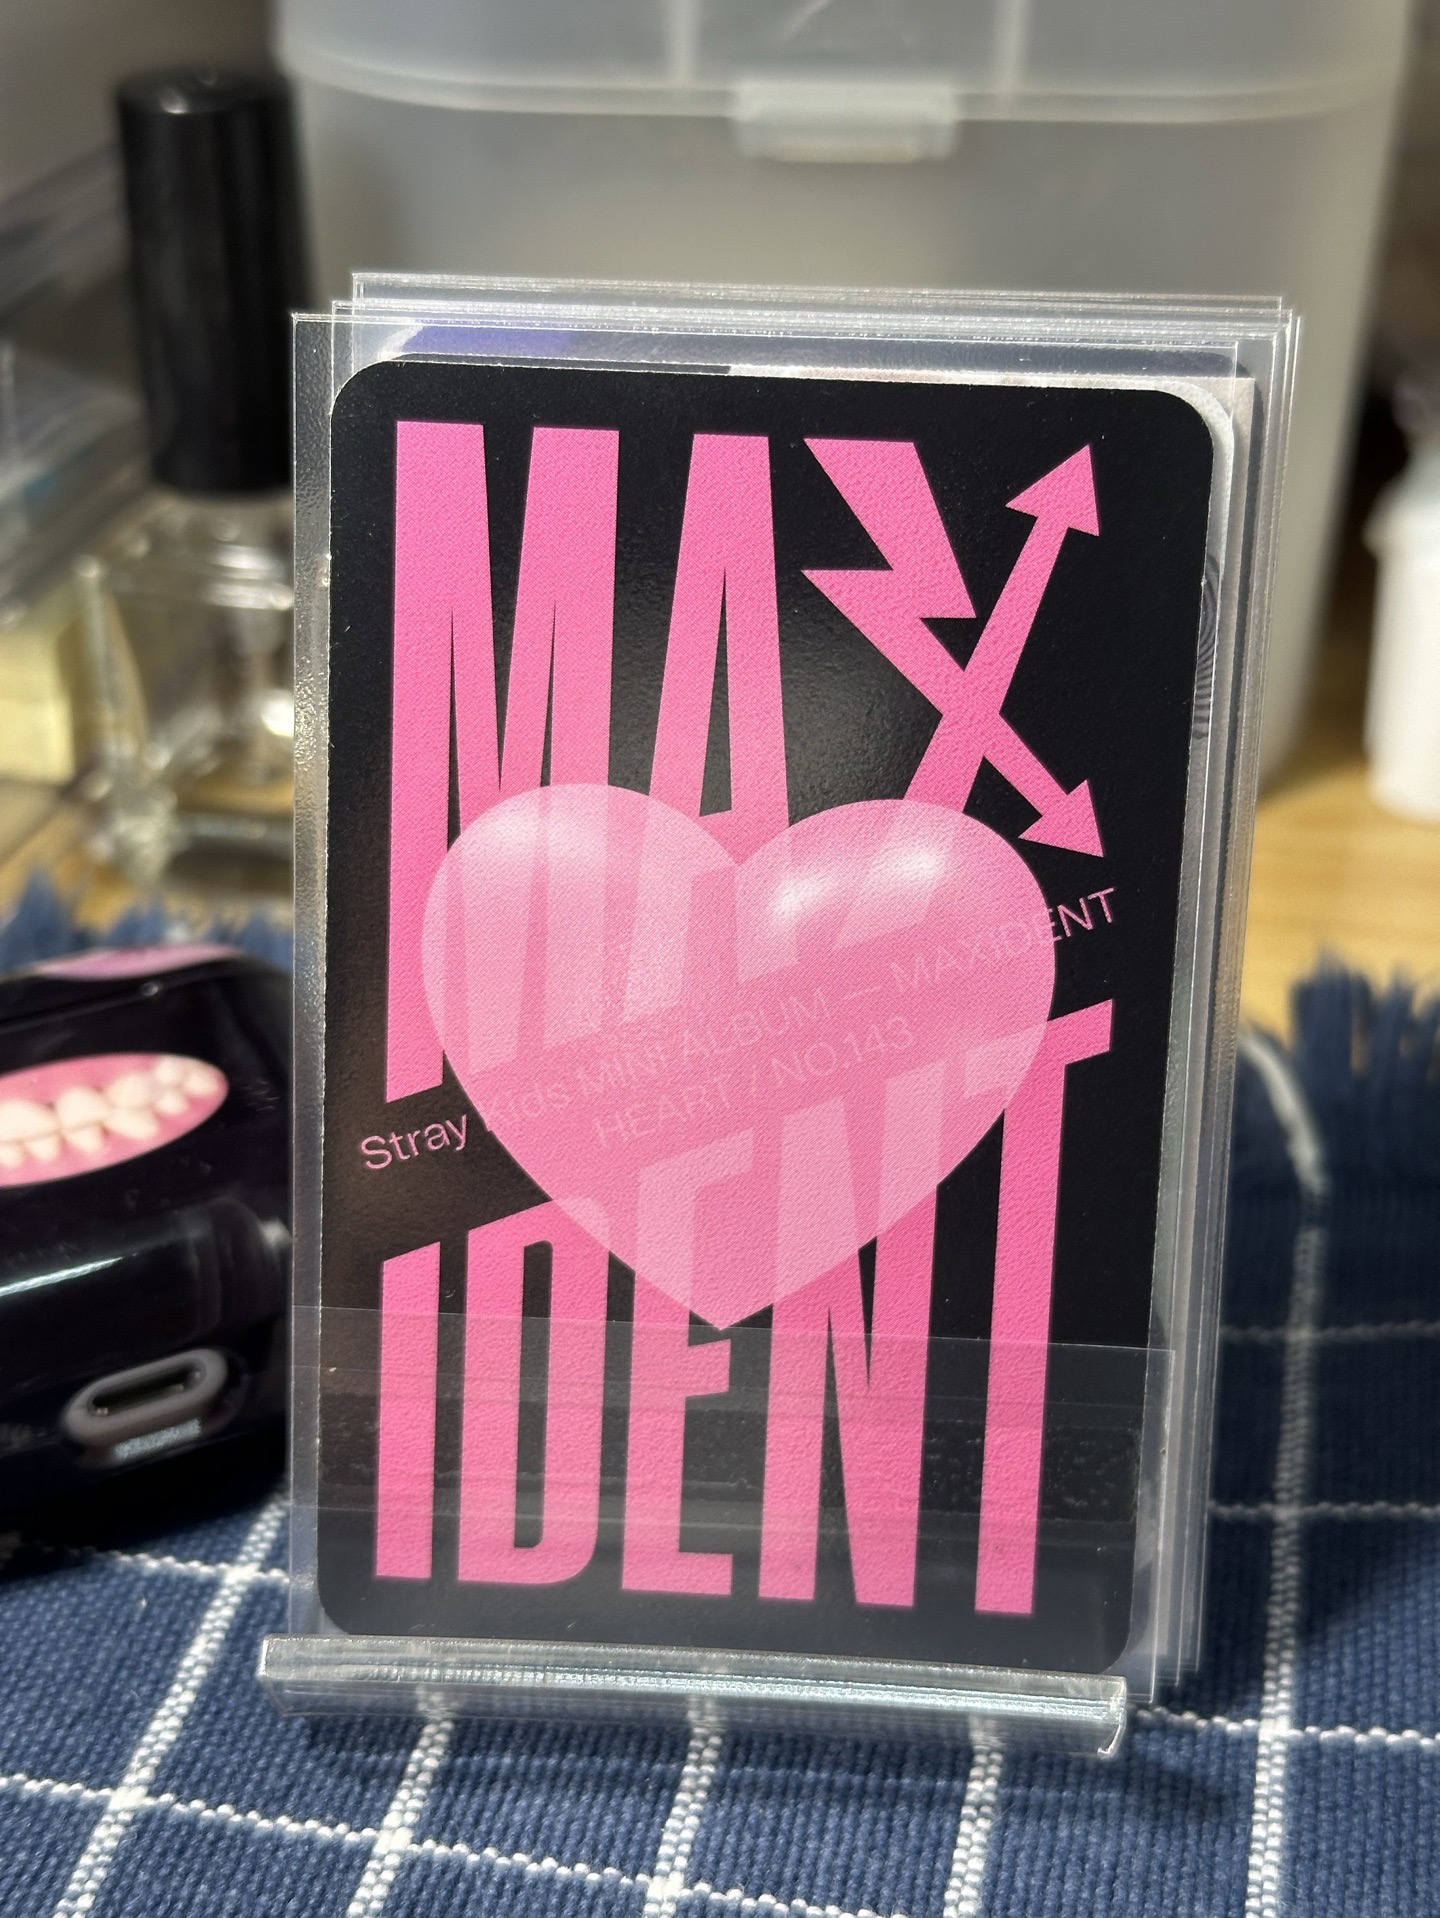 MAX
Stray Kids MINI ALBUM — MAXIDENT
HEART / NO.143
IDENT